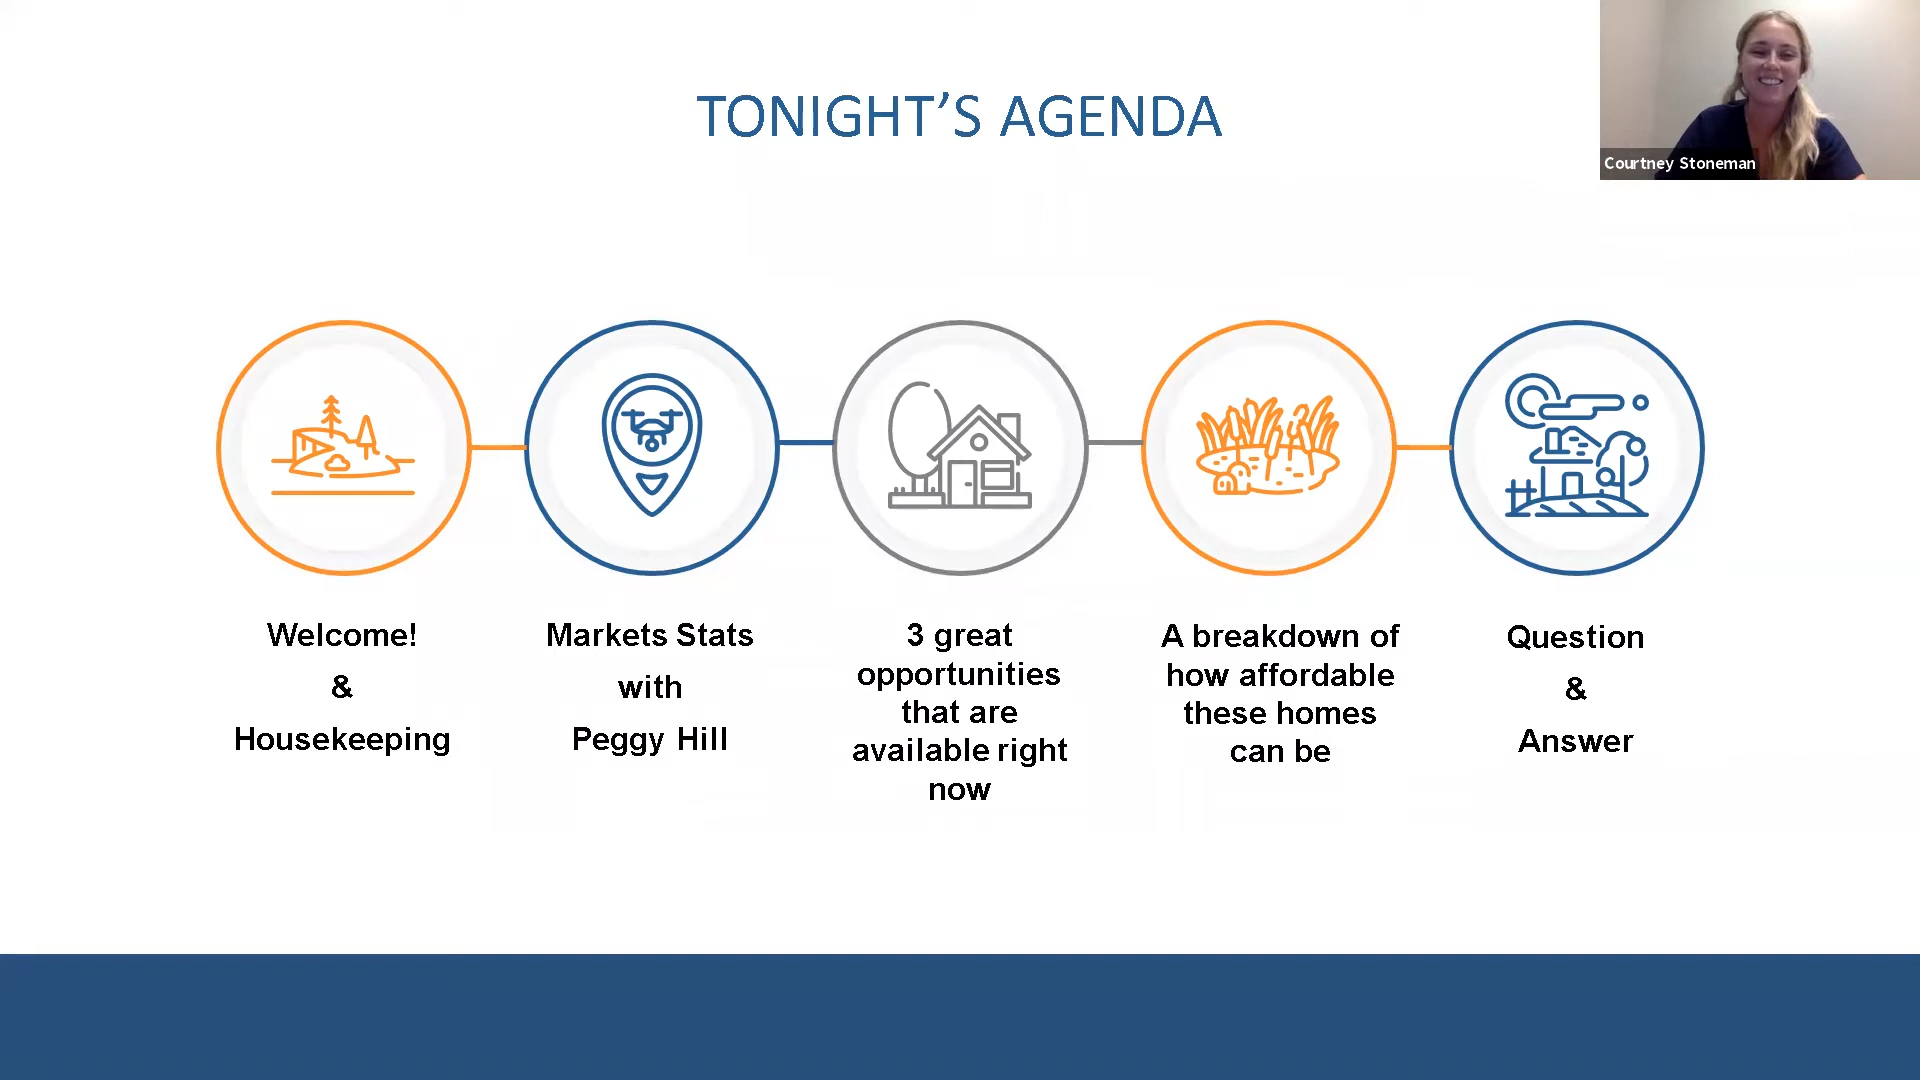 TONIGHT’S AGENDA
Courtney Stoneman
Welcome!
&
Housekeeping
Markets Stats
with
Peggy Hill
3 great
opportunities
that are
available right
now
A breakdown of
how affordable
these homes
can be
Question
&
Answer